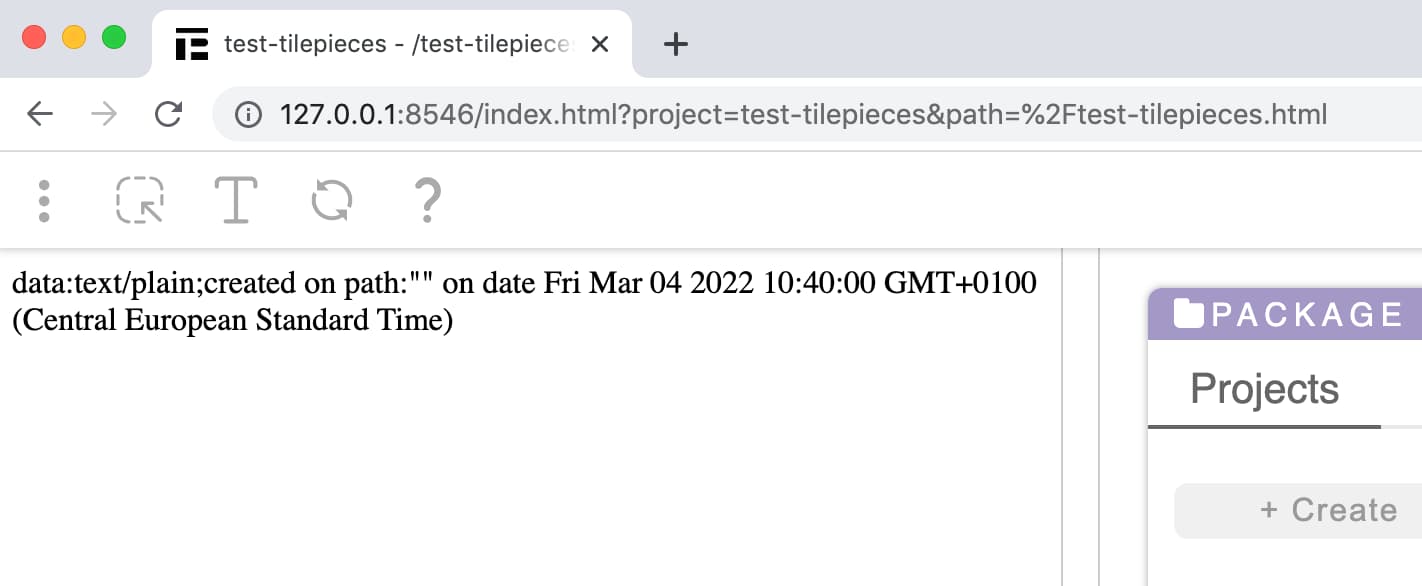 test-tilepieces - /test-tilepieces
127.0.0.1:8546/index.html?project=test-tilepieces&path=%2Ftest-tilepieces.html
data:text/plain;created on path:"" on date Fri Mar 04 2022 10:40:00 GMT+0100
(Central European Standard Time)
PACKAGE
Projects
+ Create